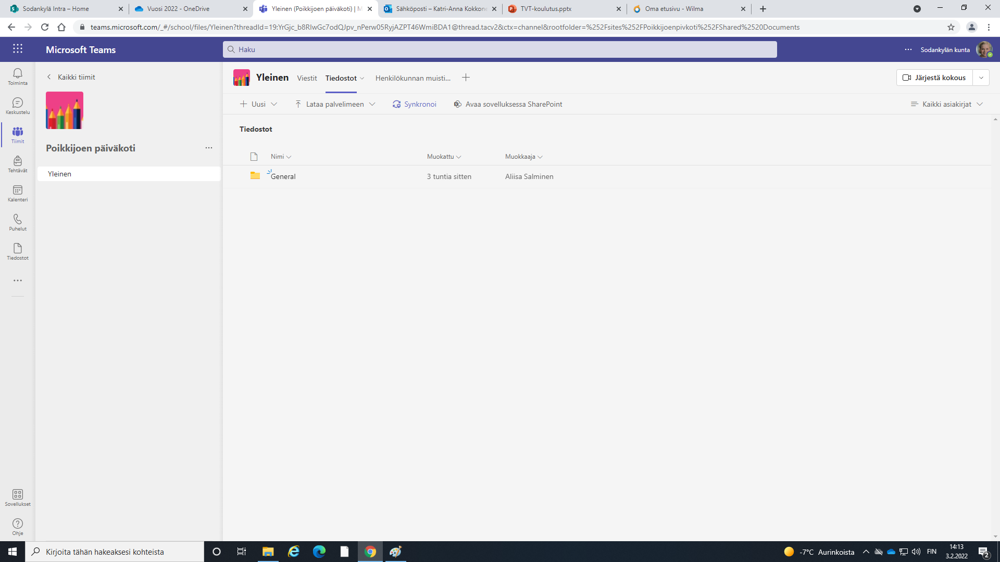 Sodankylä Intra – Home
Vuosi 2022 - OneDrive
Yleinen (Poikkijoen päiväkoti) | M
Sähköposti – Katri-Anna Kokkone
TVT-koulutus.pptx
Oma etusivu - Wilma
teams.microsoft.com/_#/school/files/Yleinen?threadId=19:YrGjc_b8RlwGc7odQJpv_nPerw05RyjAZPT46WmiBDA1@thread.tacv2&ctx=channel&rootfolder=%252Fsites%252FPoikkijoenpivkoti%252FShared%2520Documents
Microsoft Teams
Haku
Sodankylän kunta
Toiminta
Keskustelu
Tiimit
Tehtävät
Kalenteri
Puhelut
Tiedostot
Sovellukset
Ohje
Kaikki tiimit
Poikkijoen päiväkoti
Yleinen
Yleinen
Viestit
Tiedostot
Henkilökunnan muisti...
Järjestä kokous
Uusi
Lataa palvelimeen
Synkronoi
Avaa sovelluksessa SharePoint
Kaikki asiakirjat
Tiedostot
Nimi
Muokattu
Muokkaaja
General
3 tuntia sitten
Aliisa Salminen
Kirjoita tähän hakeaksesi kohteista
-7°C Aurinkoista
FIN
14:13
3.2.2022
2